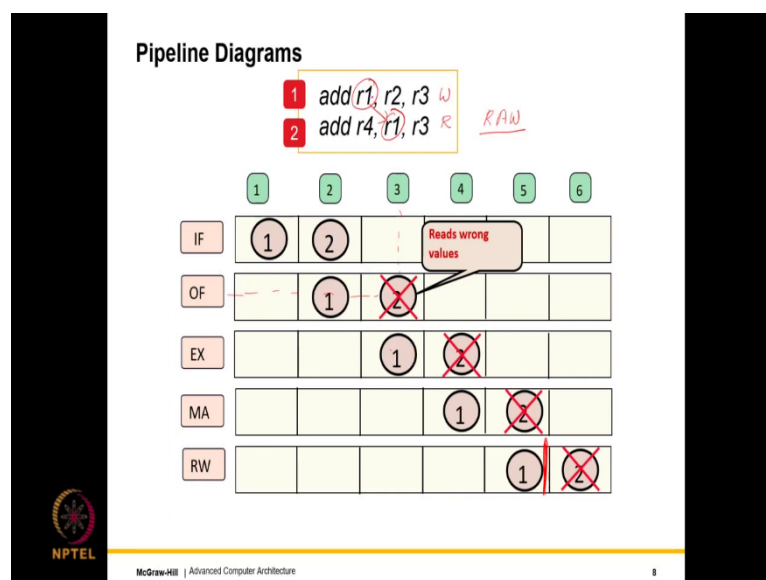 Pipeline Diagrams
1 add r1, r2, r3 W
2 add r4, r1, r3 R RAW
1 2 3 4 5 6
IF 1 2
Reads wrong
values
OF 1 2
EX 1 2
MA 1 2
RW 1 2
NPTEL
McGraw-Hill | Advanced Computer Architecture 8